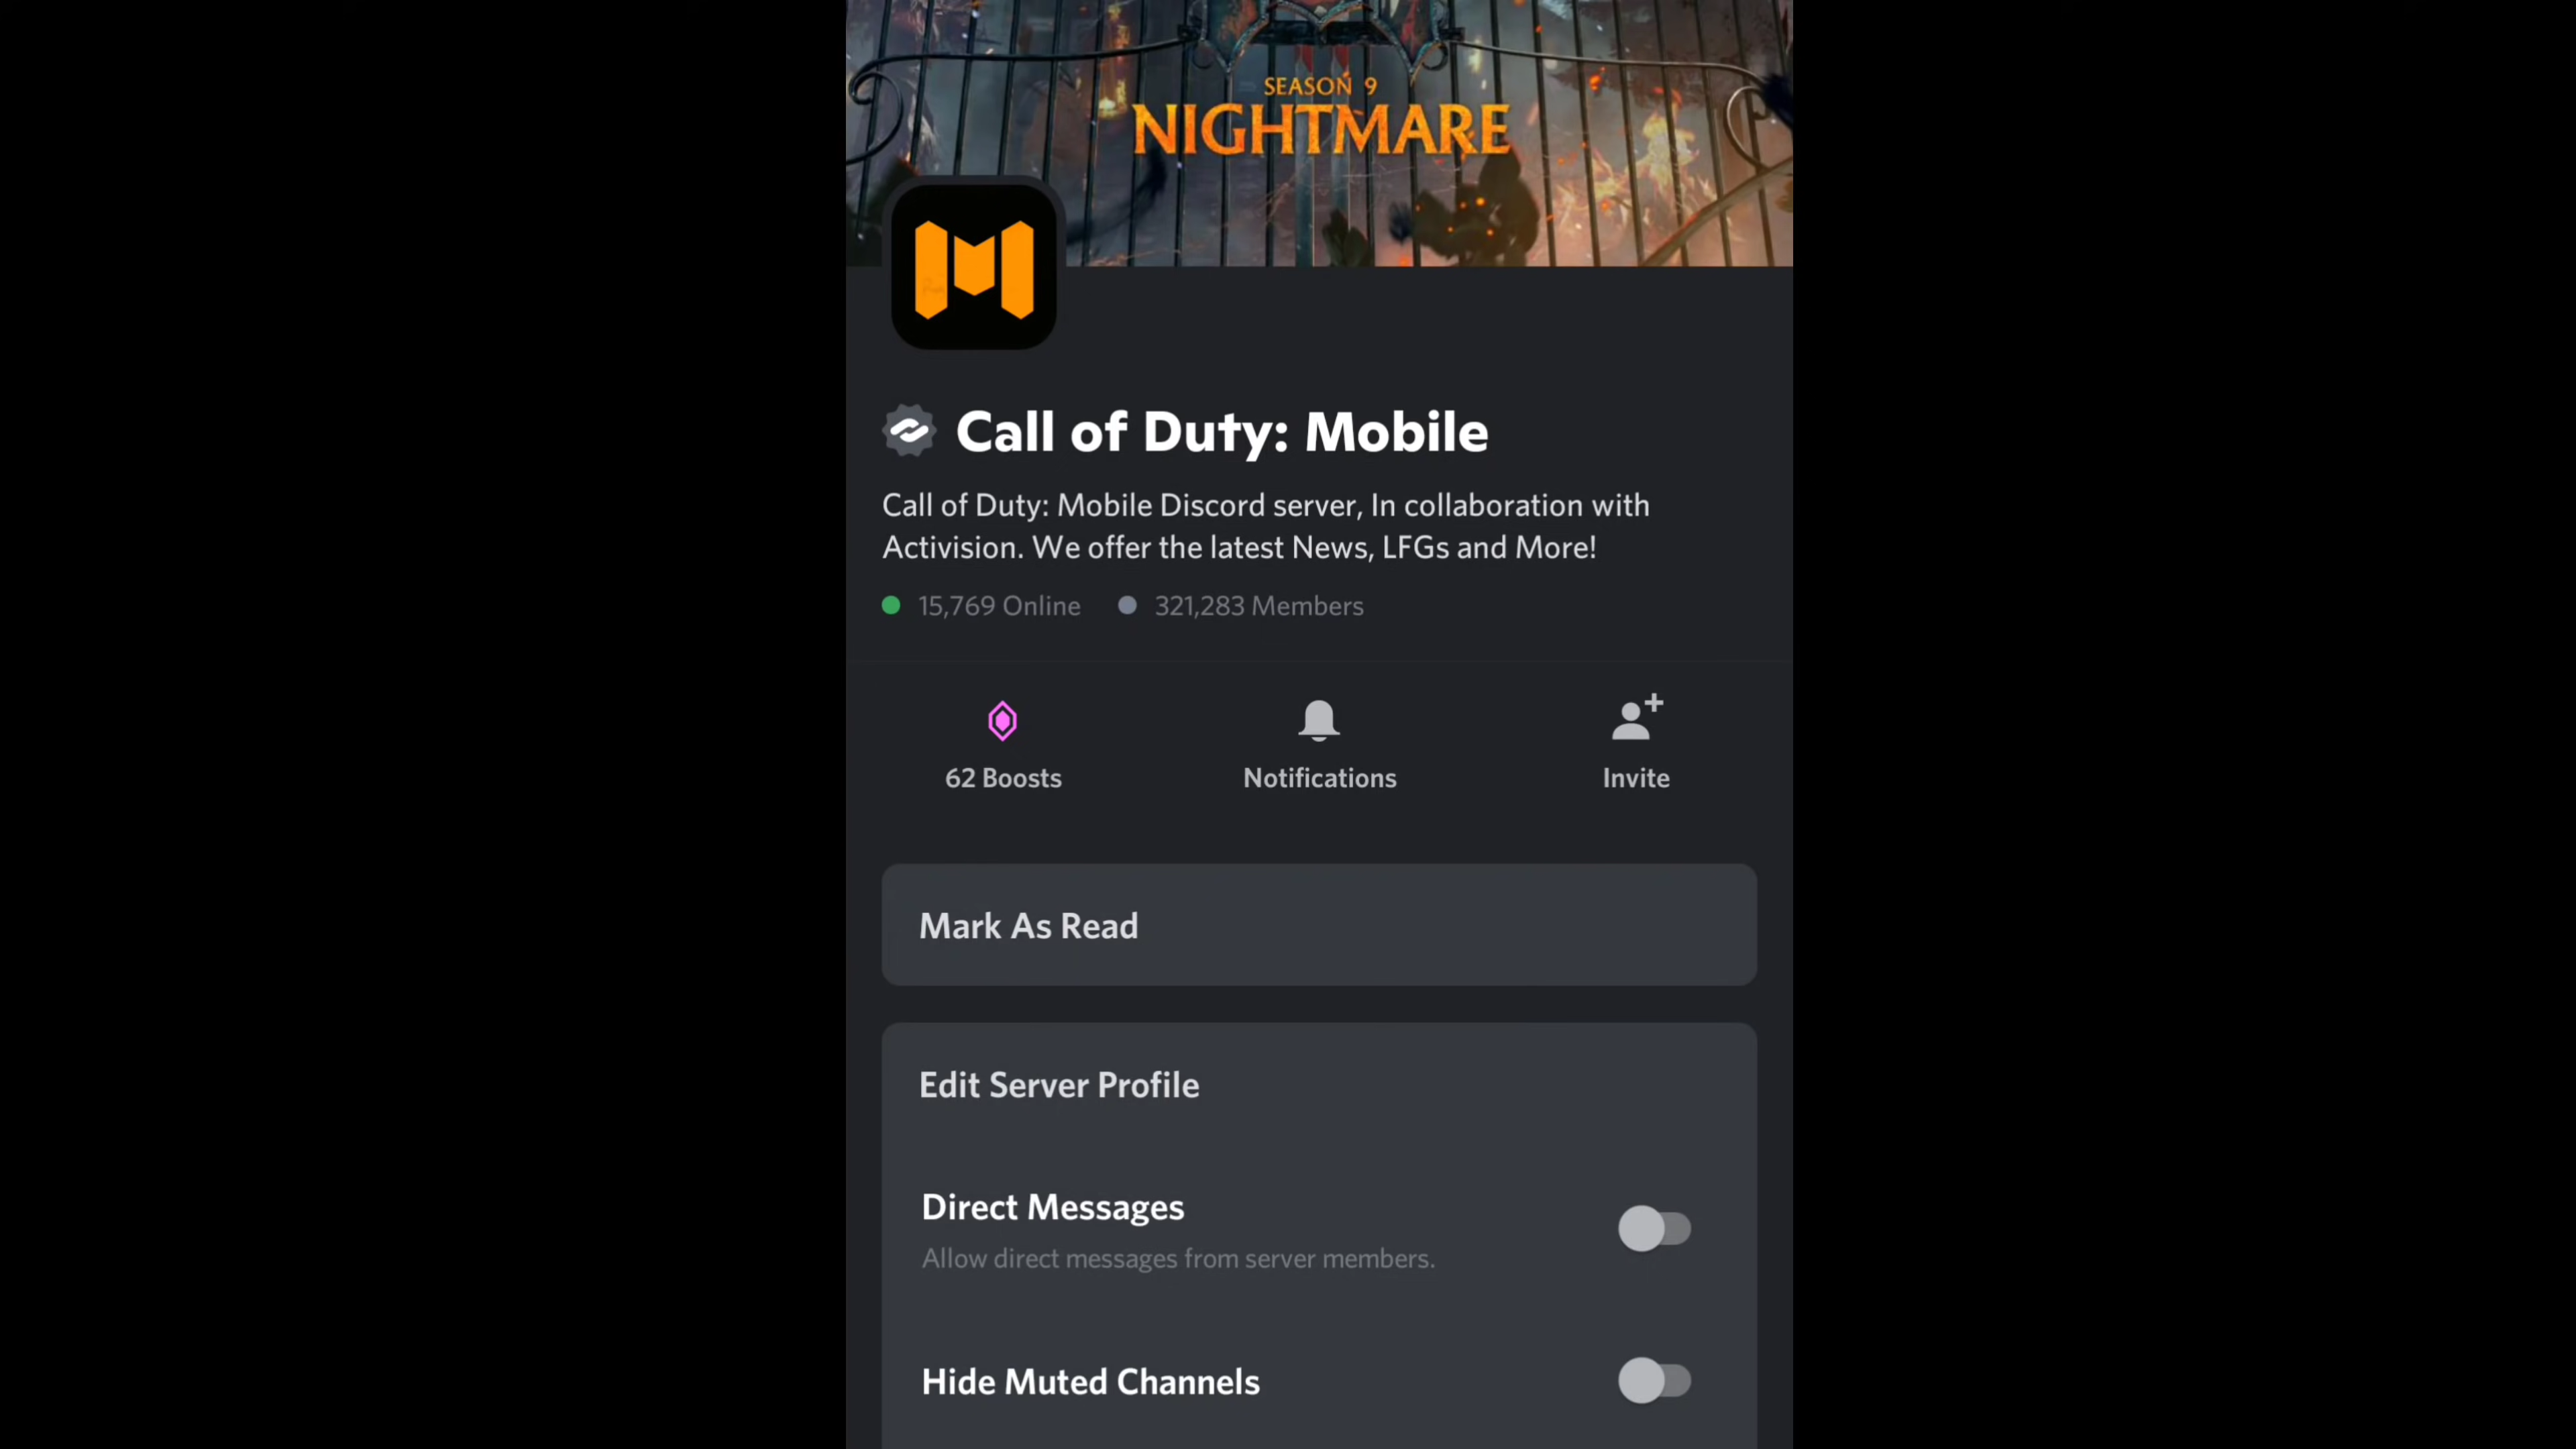 SEASON 9
NIGHTMARE
Call of Duty: Mobile
Call of Duty: Mobile Discord server, In collaboration with
Activision. We offer the latest News, LFGs and More!
15,769 Online 321,283 Members
62 Boosts Notifications Invite
Mark As Read
Edit Server Profile
Direct Messages
Allow direct messages from server members.
Hide Muted Channels